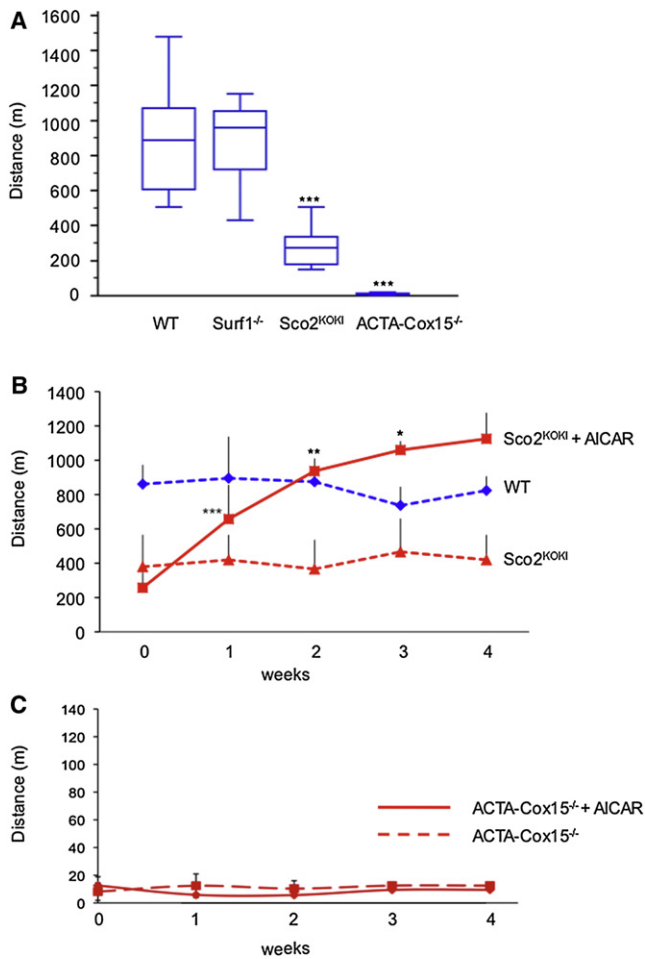 A
Distance (m)
1600
1400
1200
1000
800
600
400
200
0
***
***
WT
Surf1-/-
Sco2KOKI
ACTA-Cox15-/-
B
Distance (m)
1400
1200
1000
800
600
400
200
0
***
**
*
Sco2KOKI + AICAR
WT
Sco2KOKI
0 1 2 3 4
weeks
C
Distance (m)
140
120
100
80
60
40
20
0
ACTA-Cox15-/- + AICAR
ACTA-Cox15-/-
0 1 2 3 4
weeks